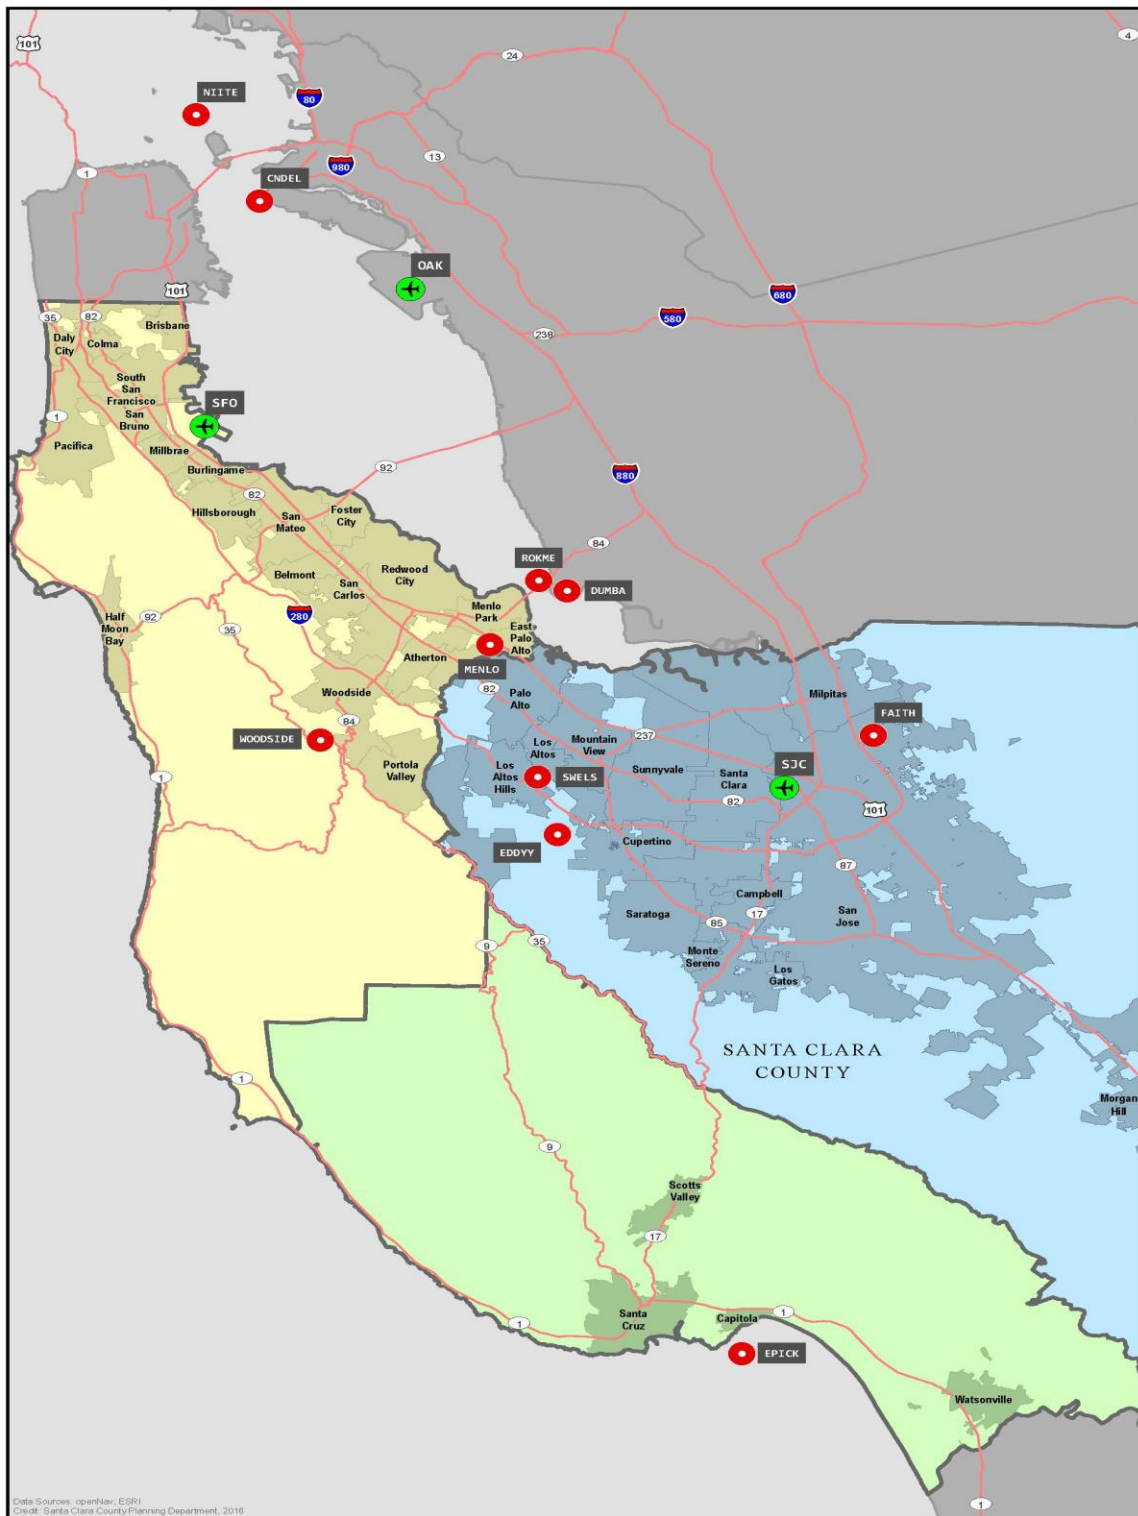 101
4
24
NIITE
80
13
980
1
CNDEL
OAK
101
680
35
82
Brisbane
580
Daly
City
Colma
238
South
San
Francisco
SFO
1
San
Bruno
Pacifica
Millbrae
92
Burlingame
880
82
Hillsborough
San
Mateo
Foster
City
84
ROKME
Belmont
Redwood
City
San
Carlos
DUMBA
Half
Moon
Bay
92
280
Menlo
Park
35
East
Palo
Alto
Atherton
MENLO
82
Woodside
Palo
Alto
Milpitas
84
FAITH
WOODSIDE
Los
Altos
Mountain
View
237
Portola
Valley
Los
Altos
Hills
Sunnyvale
SJC
1
SWELS
Santa
Clara
82
101
EDDYY
Cupertino
87
Campbell
Saratoga
17
San
Jose
85
9
35
Monte
Sereno
Los
Gatos
SANTA CLARA
COUNTY
1
Morgan
Hill
9
Scotts
Valley
17
Santa
Cruz
Capitola
1
1
EPICK
Watsonville
1
Data Sources: openNav; ESRI
Credit: Santa Clara County Planning Department, 2016